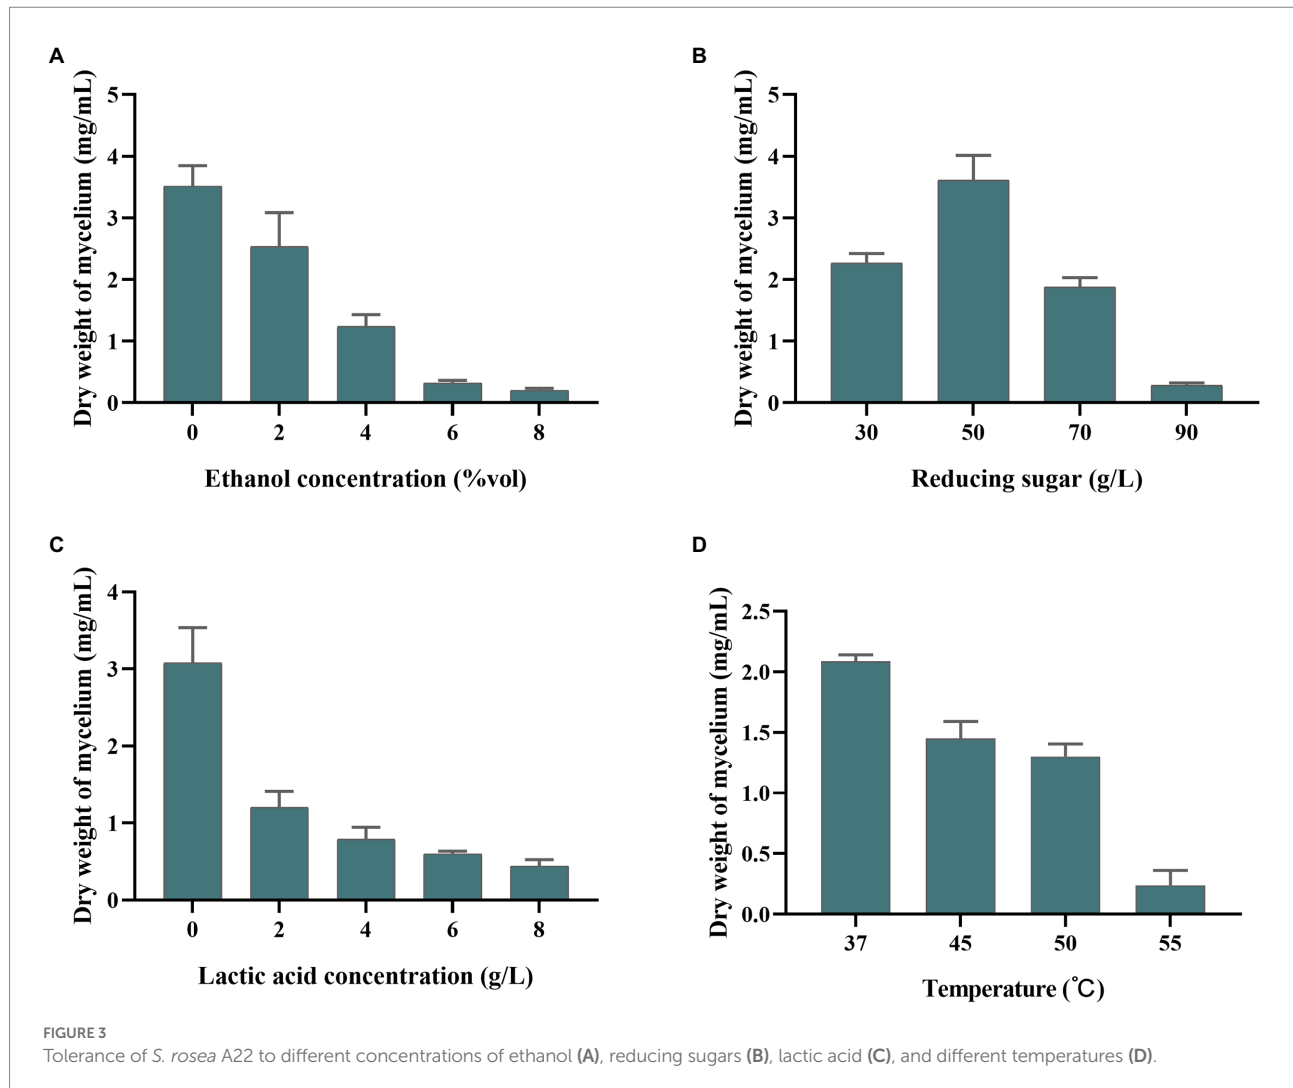 A
Dry weight of mycelium (mg/mL)
5
4
3
2
1
0
0 2 4 6 8
Ethanol concentration (%vol)
B
Dry weight of mycelium (mg/mL)
5
4
3
2
1
0
30 50 70 90
Reducing sugar (g/L)
C
Dry weight of mycelium (mg/mL)
4
3
2
1
0
0 2 4 6 8
Lactic acid concentration (g/L)
D
Dry weight of mycelium (mg/mL)
2.5
2.0
1.5
1.0
0.5
0.0
37 45 50 55
Temperature (℃)
FIGURE 3
Tolerance of S. rosea A22 to different concentrations of ethanol (A), reducing sugars (B), lactic acid (C), and different temperatures (D).